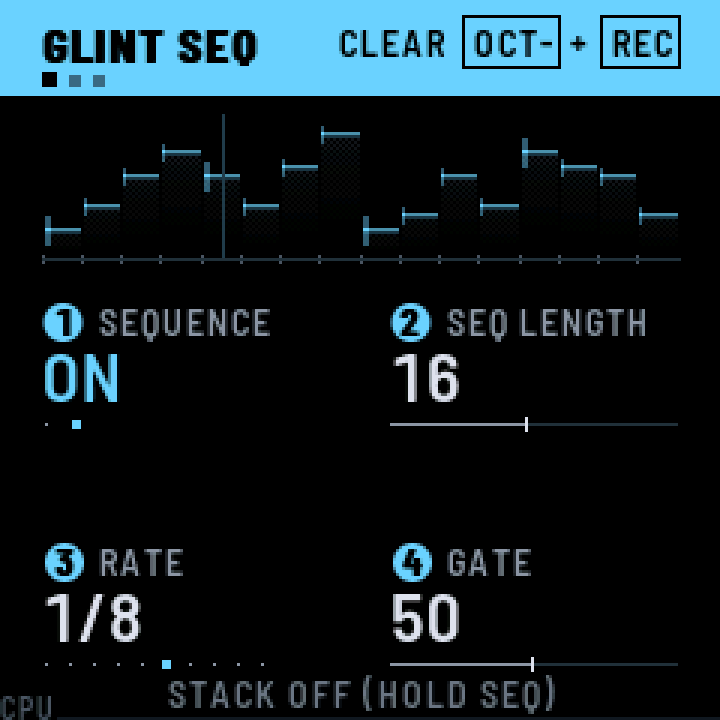 GLINT SEQ CLEAR OCT- + REC
1 SEQUENCE 2 SEQ LENGTH
ON 16
3 RATE 4 GATE
1/8 50
STACK OFF (HOLD SEQ)
CPU